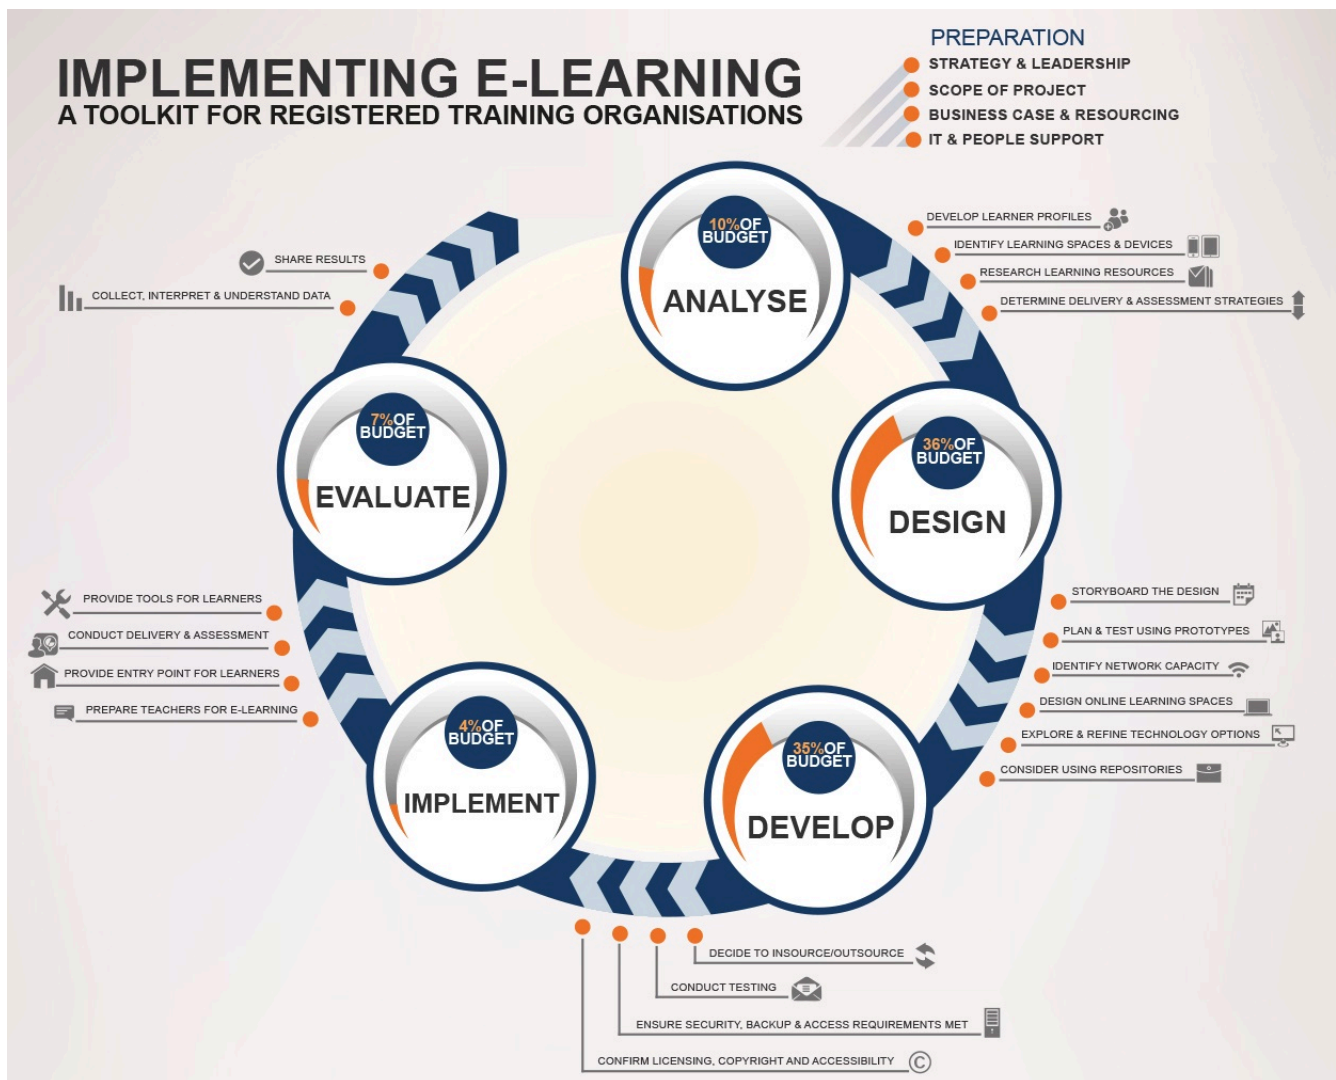 IMPLEMENTING E-LEARNING
A TOOLKIT FOR REGISTERED TRAINING ORGANISATIONS
PREPARATION
STRATEGY & LEADERSHIP
SCOPE OF PROJECT
BUSINESS CASE & RESOURCING
IT & PEOPLE SUPPORT
10% OF
BUDGET
ANALYSE
DEVELOP LEARNER PROFILES
IDENTIFY LEARNING SPACES & DEVICES
RESEARCH LEARNING RESOURCES
DETERMINE DELIVERY & ASSESSMENT STRATEGIES
36% OF
BUDGET
DESIGN
STORYBOARD THE DESIGN
PLAN & TEST USING PROTOTYPES
IDENTIFY NETWORK CAPACITY
DESIGN ONLINE LEARNING SPACES
EXPLORE & REFINE TECHNOLOGY OPTIONS
CONSIDER USING REPOSITORIES
35% OF
BUDGET
DEVELOP
DECIDE TO INSOURCE/OUTSOURCE
CONDUCT TESTING
ENSURE SECURITY, BACKUP & ACCESS REQUIREMENTS MET
CONFIRM LICENSING, COPYRIGHT AND ACCESSIBILITY
©
4% OF
BUDGET
IMPLEMENT
PROVIDE TOOLS FOR LEARNERS
CONDUCT DELIVERY & ASSESSMENT
PROVIDE ENTRY POINT FOR LEARNERS
PREPARE TEACHERS FOR E-LEARNING
7% OF
BUDGET
EVALUATE
SHARE RESULTS
COLLECT, INTERPRET & UNDERSTAND DATA